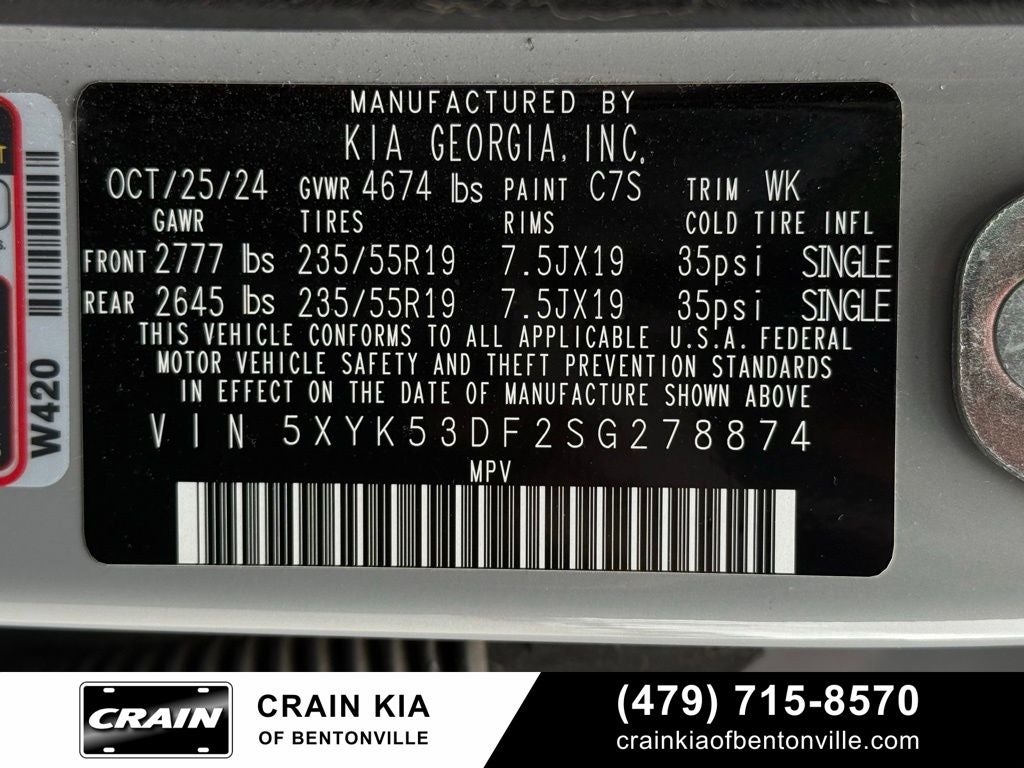 MANUFACTURED BY
KIA GEORGIA, INC.
OCT/25/24 GVWR 4674 lbs PAINT C7S TRIM WK
GAWR TIRES RIMS COLD TIRE INFL
FRONT 2777 lbs 235/55R19 7.5JX19 35psi SINGLE
REAR 2645 lbs 235/55R19 7.5JX19 35psi SINGLE
THIS VEHICLE CONFORMS TO ALL APPLICABLE U.S.A. FEDERAL
MOTOR VEHICLE SAFETY AND THEFT PREVENTION STANDARDS
IN EFFECT ON THE DATE OF MANUFACTURE SHOWN ABOVE
VIN 5XYK53DF2SG278874
MPV
W420
CRAIN
CRAIN KIA
OF BENTONVILLE
(479) 715-8570
crainkiaofbentonville.com